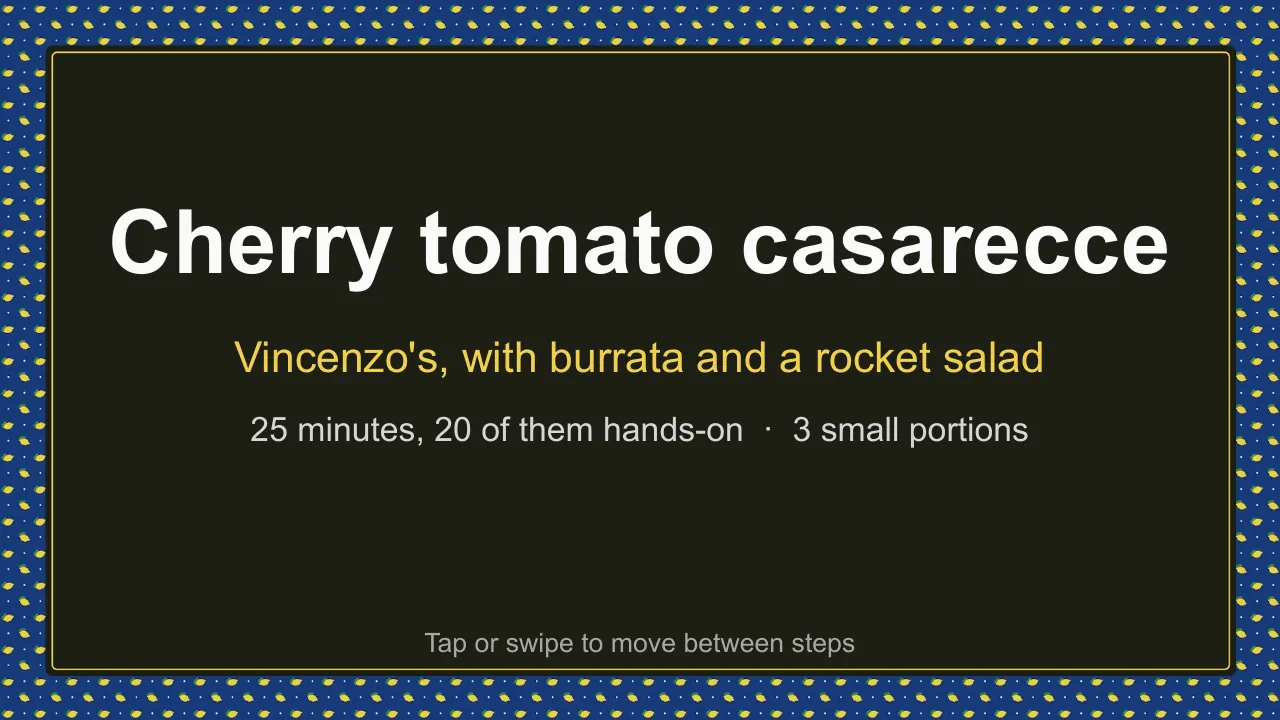 Cherry tomato casarecce
Vincenzo's, with burrata and a rocket salad
25 minutes, 20 of them hands-on · 3 small portions
Tap or swipe to move between steps